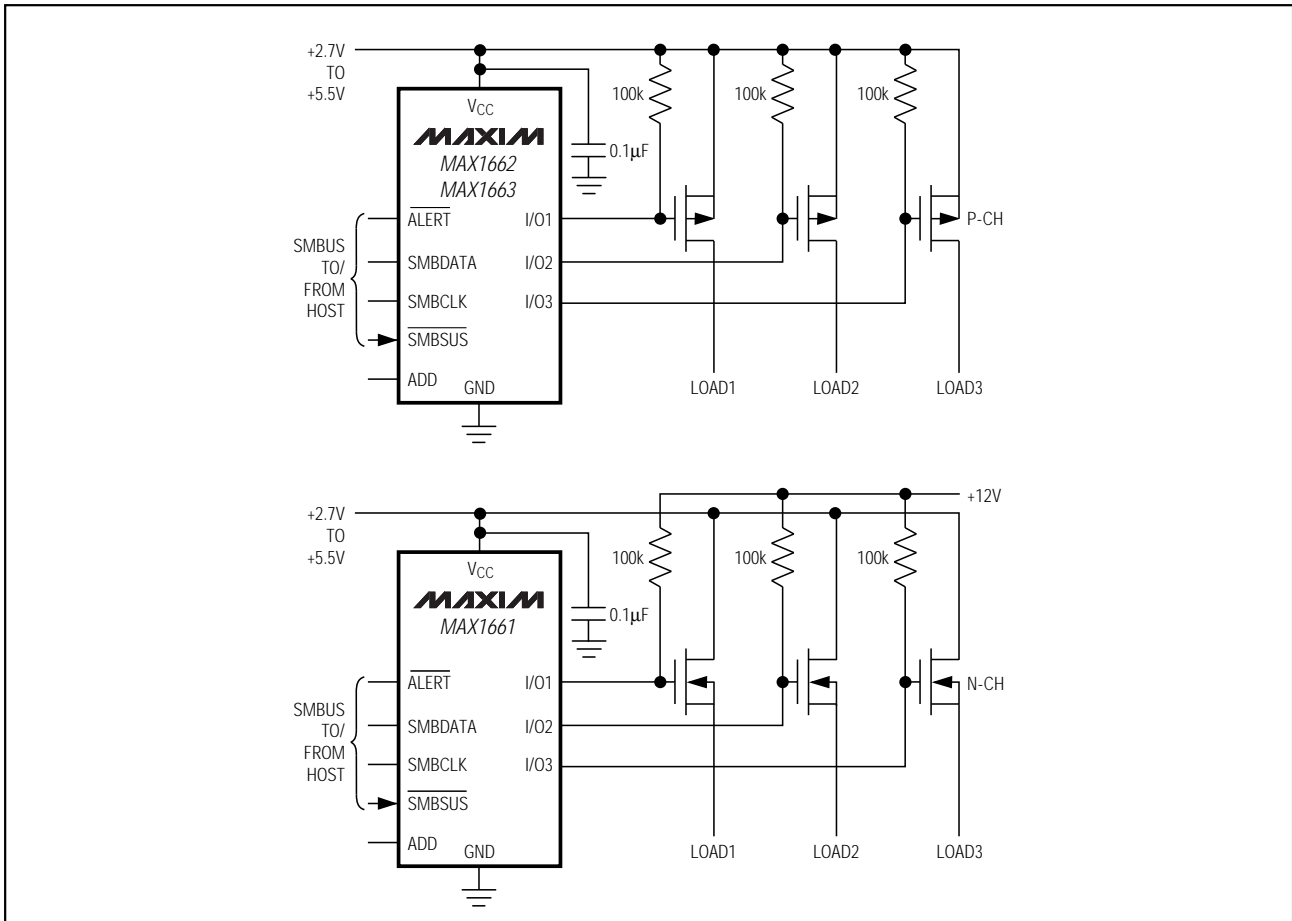 +2.7V
TO
+5.5V
VCC
MAXIM
MAX1662
MAX1663
0.1µF
100k
100k
100k
SMBUS
TO/
FROM
HOST
ALERT
SMBDATA
SMBCLK
SMBSUS
ADD
GND
I/O1
I/O2
I/O3
P-CH
LOAD1
LOAD2
LOAD3
+12V
+2.7V
TO
+5.5V
VCC
MAXIM
MAX1661
0.1µF
100k
100k
100k
SMBUS
TO/
FROM
HOST
ALERT
SMBDATA
SMBCLK
SMBSUS
ADD
GND
I/O1
I/O2
I/O3
N-CH
LOAD1
LOAD2
LOAD3